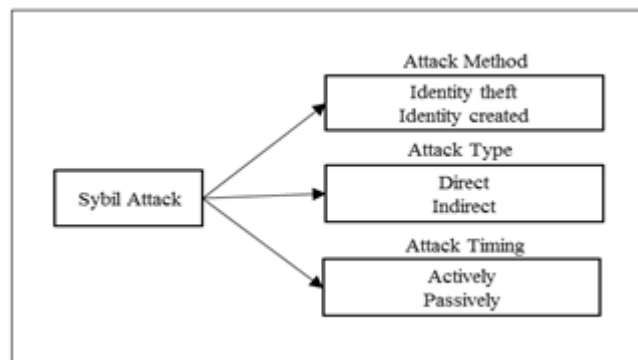 Attack Method
Identity theft
Identity created
Attack Type
Sybil Attack
Direct
Indirect
Attack Timing
Actively
Passively